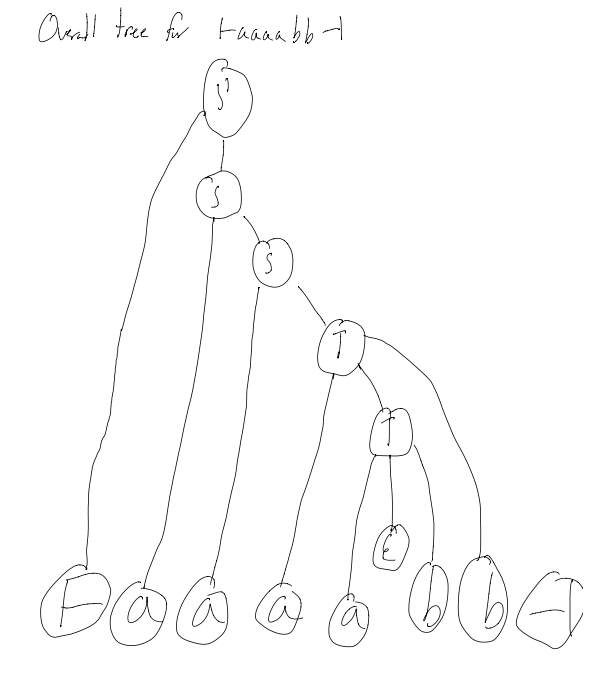 Overall tree for ⊢aaaabb⊣
S'
S
S
T
T
ε
⊢ a a a a b b ⊣